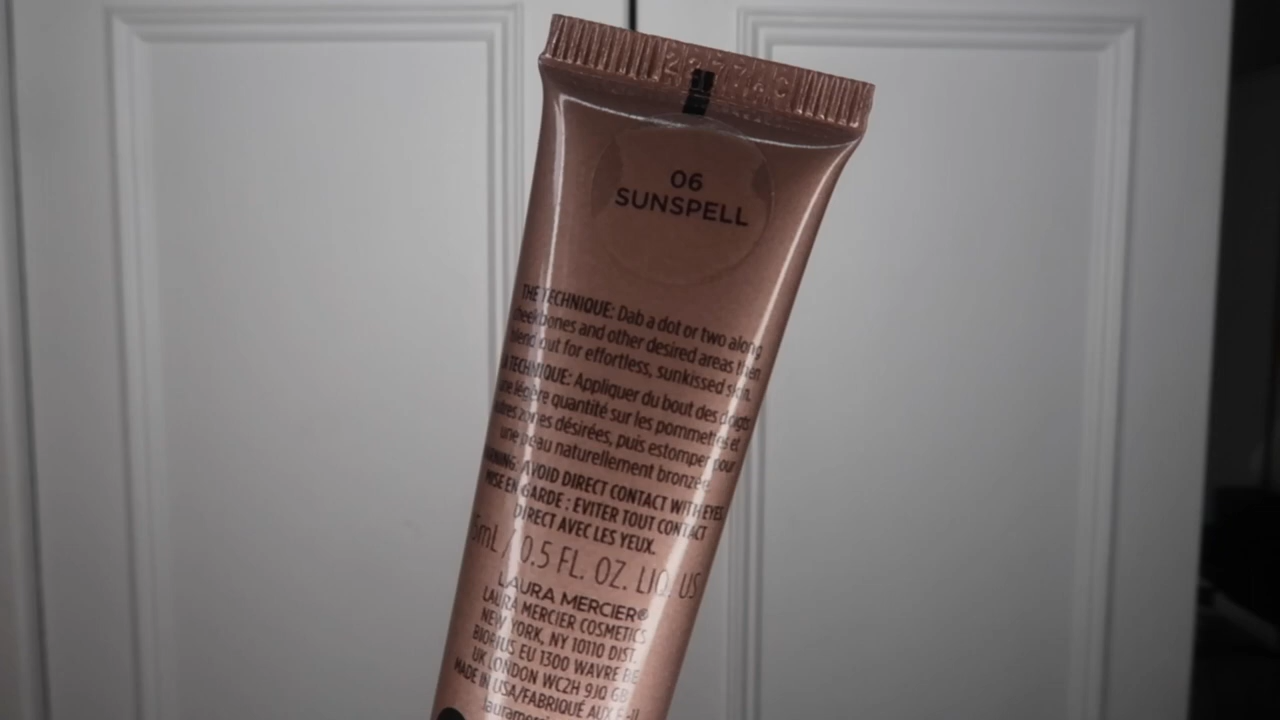 06
SUNSPELL
THE TECHNIQUE: Dab a dot or two along
cheekbones and other desired areas then
blend out for effortless, sunkissed skin.
LA TECHNIQUE: Appliquer du bout des doigts
une légère quantité sur les pommettes et
autres zones désirées, puis estomper pour
une peau naturellement bronzée.
WARNING: AVOID DIRECT CONTACT WITH EYES
MISE EN GARDE : EVITER TOUT CONTACT
DIRECT AVEC LES YEUX.
0.5 FL. OZ. LIQ. US
LAURA MERCIER®
LAURA MERCIER COSMETICS
NEW YORK, NY 10110 DIST.
BIORIUS EU 1300 WAVRE BE
UK LONDON WC2H 9JQ GB
MADE IN USA/FABRIQUÉ AUX É-U